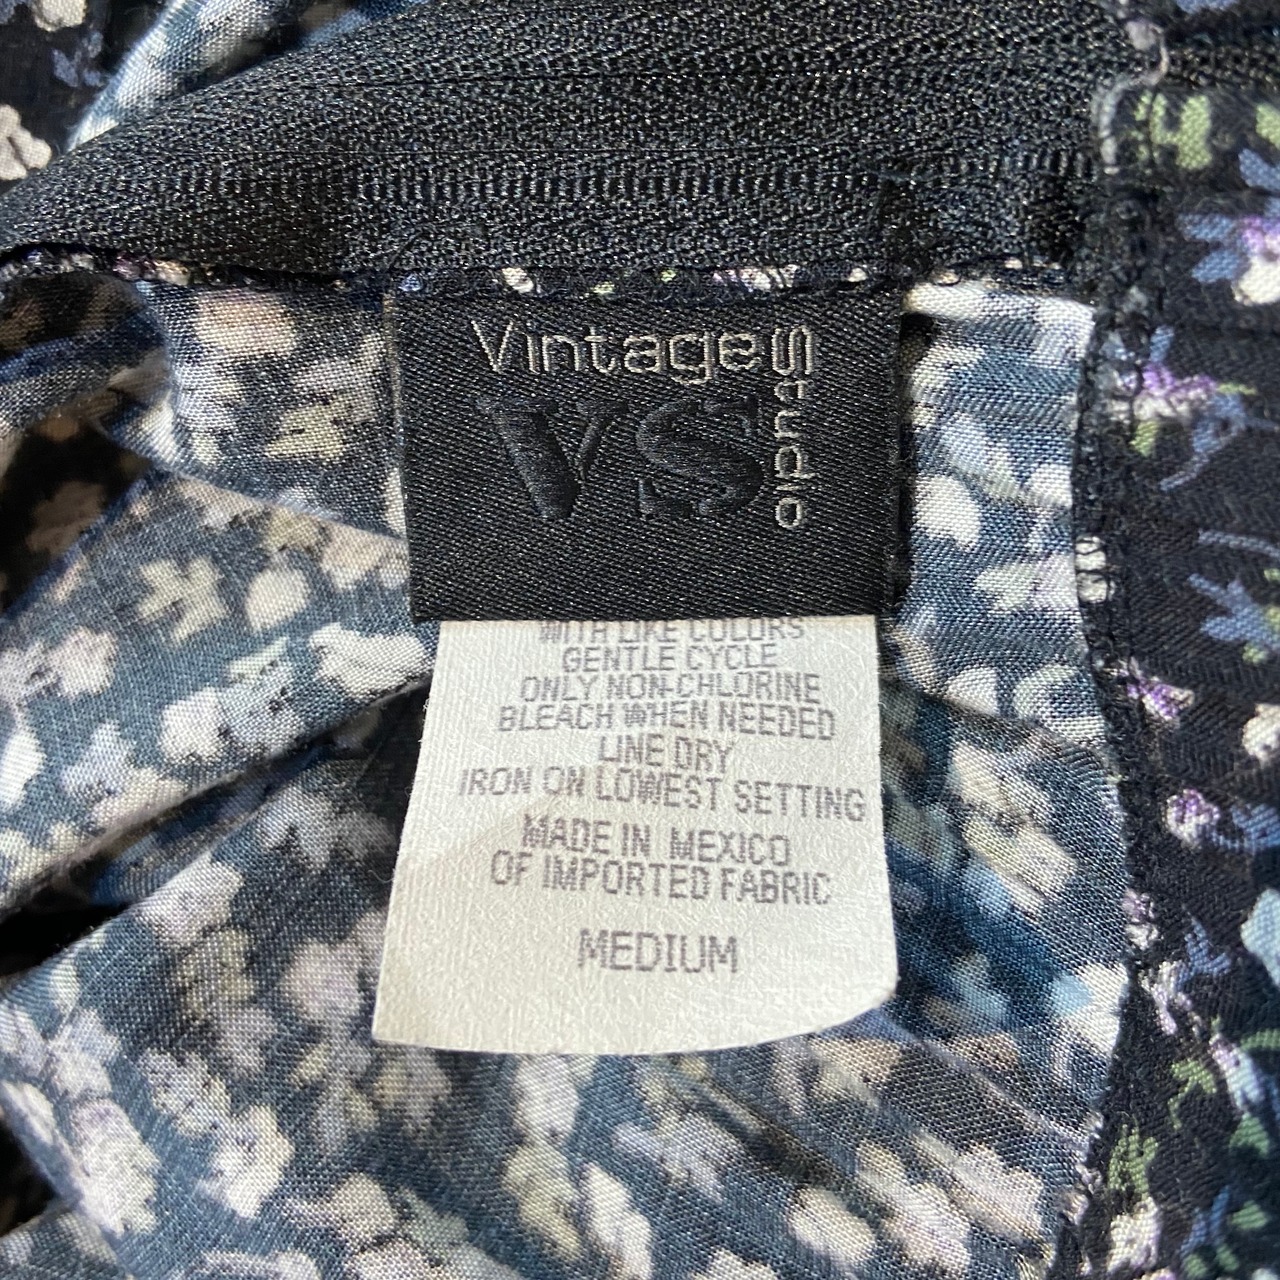 Vintage
Studio
VS
WITH LIKE COLORS
GENTLE CYCLE
ONLY NON-CHLORINE
BLEACH WHEN NEEDED
LINE DRY
IRON ON LOWEST SETTING
MADE IN MEXICO
OF IMPORTED FABRIC
MEDIUM